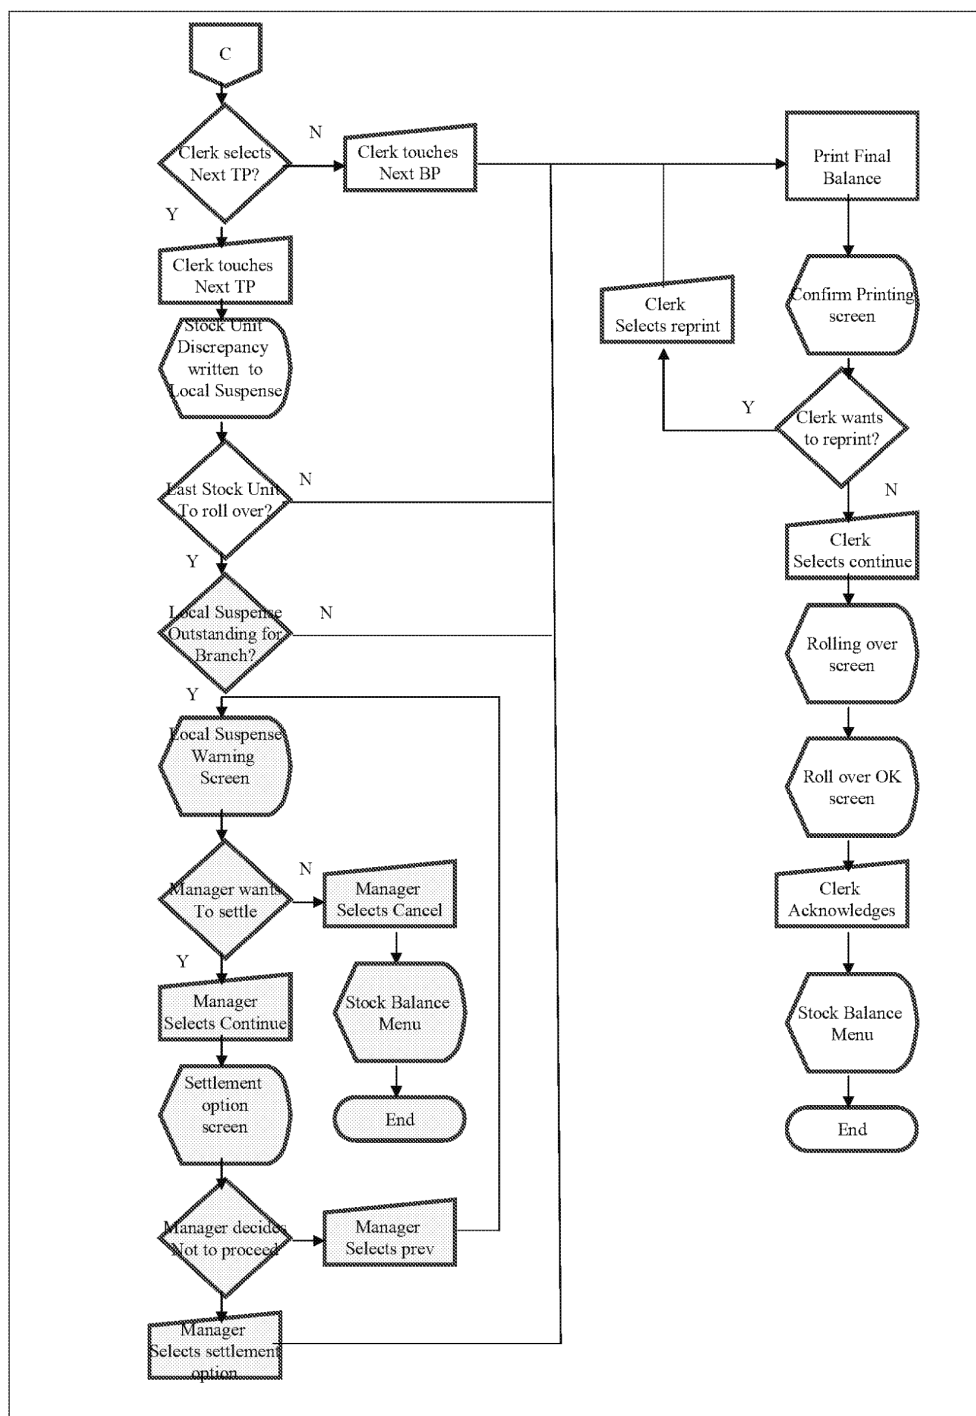 C
Clerk selects
Next TP?
N
Clerk touches
Next BP
Print Final
Balance
Y
Clerk touches
Next TP
Confirm Printing
screen
Clerk
Selects reprint
Stock Unit
Discrepancy
written to
Local Suspense
Y
Clerk wants
to reprint?
N
Last Stock Unit
To roll over?
N
Clerk
Selects continue
Y
Local Suspense
Outstanding for
Branch?
N
Rolling over
screen
Y
Local Suspense
Warning
Screen
Roll over OK
screen
Manager wants
To settle
N
Manager
Selects Cancel
Clerk
Acknowledges
Y
Manager
Selects Continue
Stock Balance
Menu
Stock Balance
Menu
Settlement
option
screen
End
End
Manager decides
Not to proceed
Manager
Selects prev
Manager
Selects settlement
option